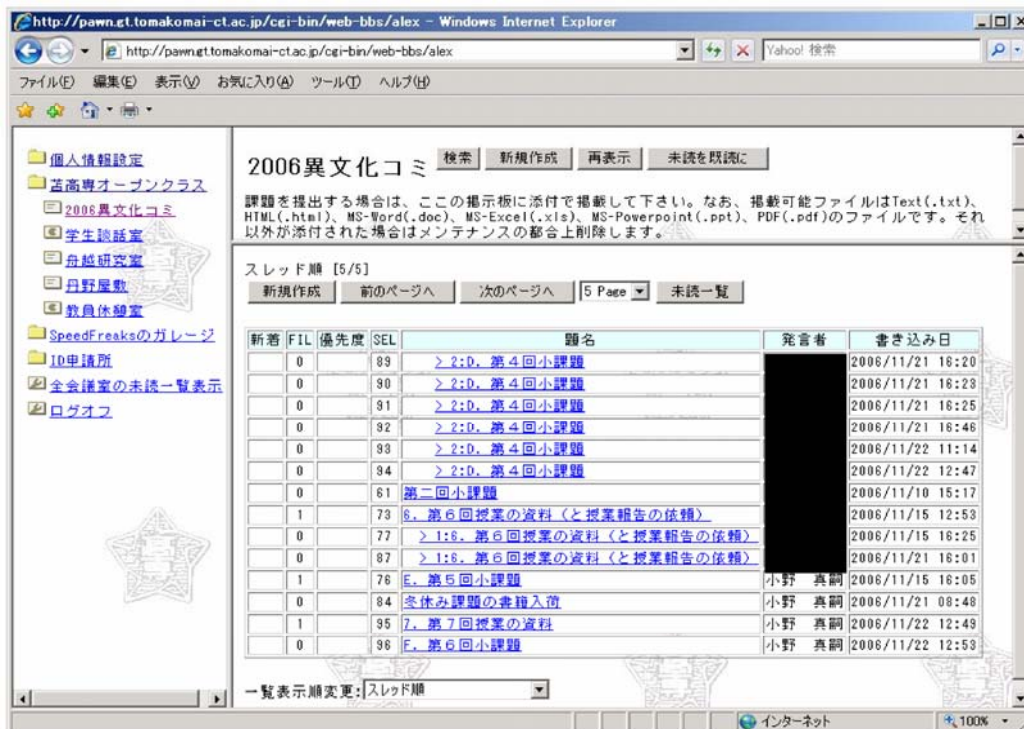 http://pawn.gt.tomakomai-ct.ac.jp/cgi-bin/web-bbs/alex - Windows Internet Explorer
http://pawn.gt.tomakomai-ct.ac.jp/cgi-bin/web-bbs/alex Yahoo! 検索
ファイル(F) 編集(E) 表示(V) お気に入り(A) ツール(T) ヘルプ(H)
個人情報設定
苫高専オープンクラス
2006異文化コミ
学生談話室
舟越研究室
丹野屋敷
教員休憩室
SpeedFreaksのガレージ
ID申請所
全会議室の未読一覧表示
ログオフ
2006異文化コミ 検索 新規作成 再表示 未読を既読に
課題を提出する場合は、ここの掲示板に添付で掲載して下さい。なお、掲載可能ファイルはText(.txt)、
HTML(.html)、MS-Word(.doc)、MS-Excel(.xls)、MS-Powerpoint(.ppt)、PDF(.pdf)のファイルです。それ
以外が添付された場合はメンテナンスの都合上削除します。
スレッド順 [5/5]
新規作成 前のページへ 次のページへ 5 Page 未読一覧
新着 FIL 優先度 SEL 題名 発言者 書き込み日
0 89 > 2:D. 第4回小課題 2006/11/21 16:20
0 90 > 2:D. 第4回小課題 2006/11/21 16:23
0 91 > 2:D. 第4回小課題 2006/11/21 16:25
0 92 > 2:D. 第4回小課題 2006/11/21 16:46
0 93 > 2:D. 第4回小課題 2006/11/22 11:14
0 94 > 2:D. 第4回小課題 2006/11/22 12:47
0 61 第二回小課題 2006/11/10 15:17
1 73 6. 第6回授業の資料(と授業報告の依頼) 2006/11/15 12:53
0 77 > 1:6. 第6回授業の資料(と授業報告の依頼) 2006/11/15 16:25
0 87 > 1:6. 第6回授業の資料(と授業報告の依頼) 2006/11/21 16:01
1 76 E. 第5回小課題 小野 真嗣 2006/11/15 16:05
0 84 冬休み課題の書籍入荷 小野 真嗣 2006/11/21 08:48
1 95 7. 第7回授業の資料 小野 真嗣 2006/11/22 12:49
0 96 F. 第6回小課題 小野 真嗣 2006/11/22 12:53
一覧表示順変更: スレッド順
インターネット 100%